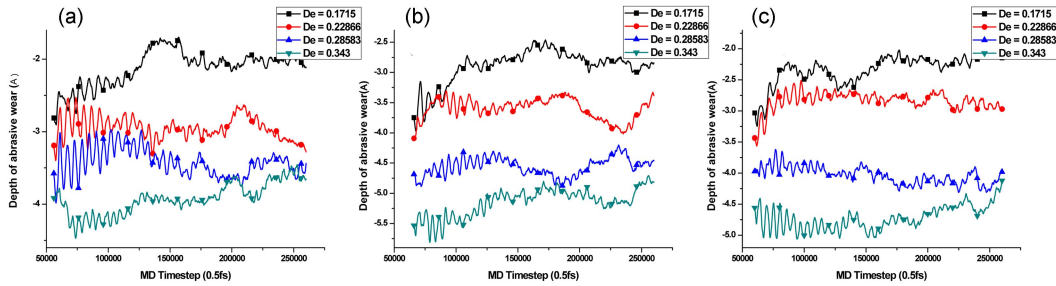 (a)
De = 0.1715
De = 0.22866
De = 0.28583
De = 0.343
Depth of abrasive wear (A)
-2
-3
-4
50000 100000 150000 200000 250000
MD Timestep (0.5fs)
(b)
De = 0.1715
De = 0.22866
De = 0.28583
De = 0.343
Depth of abrasive wear(A)
-2.5
-3.0
-3.5
-4.0
-4.5
-5.0
-5.5
50000 100000 150000 200000 250000
MD Timestep (0.5fs)
(c)
De = 0.1715
De = 0.22866
De = 0.28583
De = 0.343
Depth of abrasive wear(A)
-2.0
-2.5
-3.0
-3.5
-4.0
-4.5
-5.0
50000 100000 150000 200000 250000
MD Timestep (0.5fs)